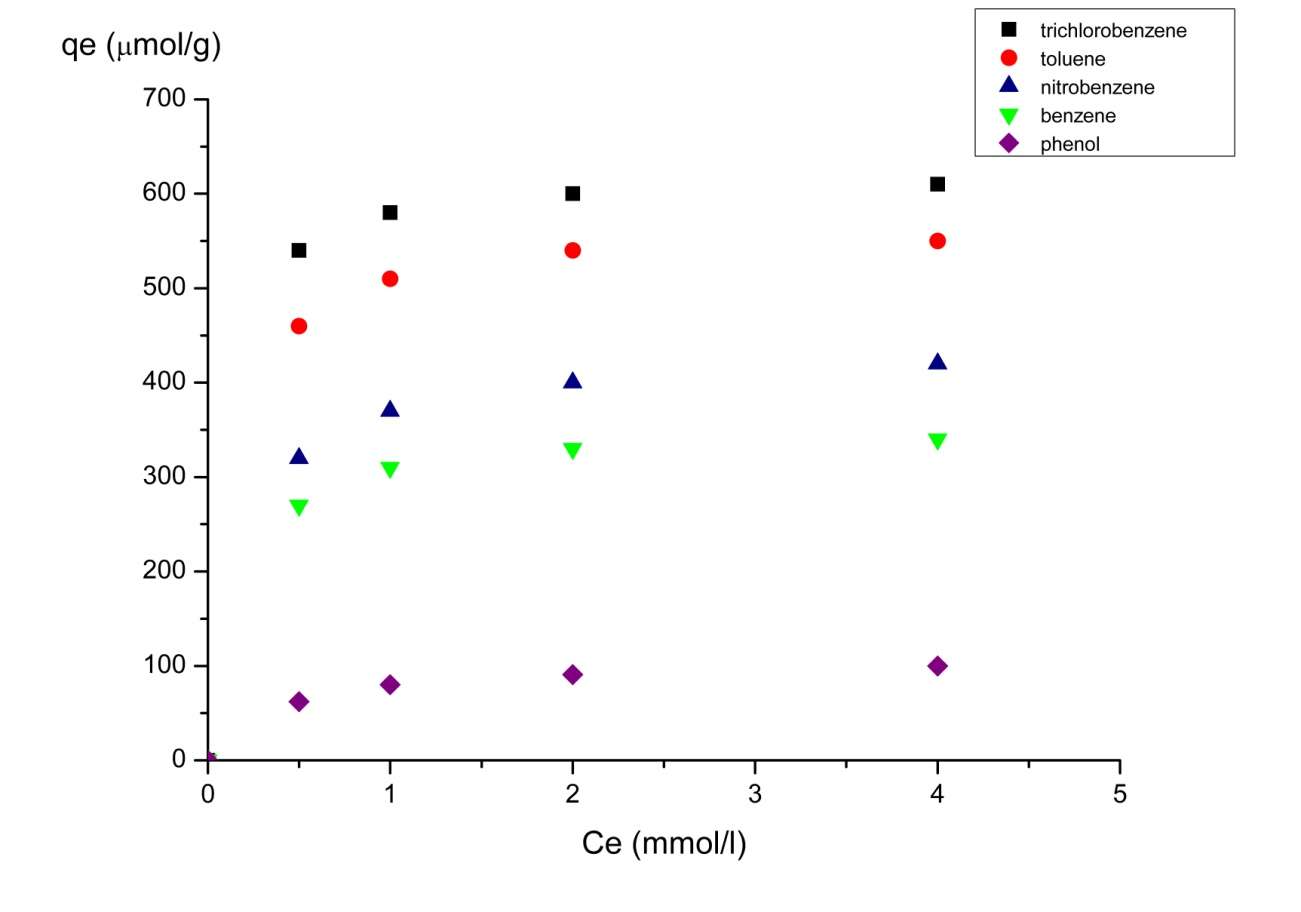 qe (μmol/g)
trichlorobenzene
toluene
nitrobenzene
benzene
phenol
700
600
500
400
300
200
100
0
0 1 2 3 4 5
Ce (mmol/l)